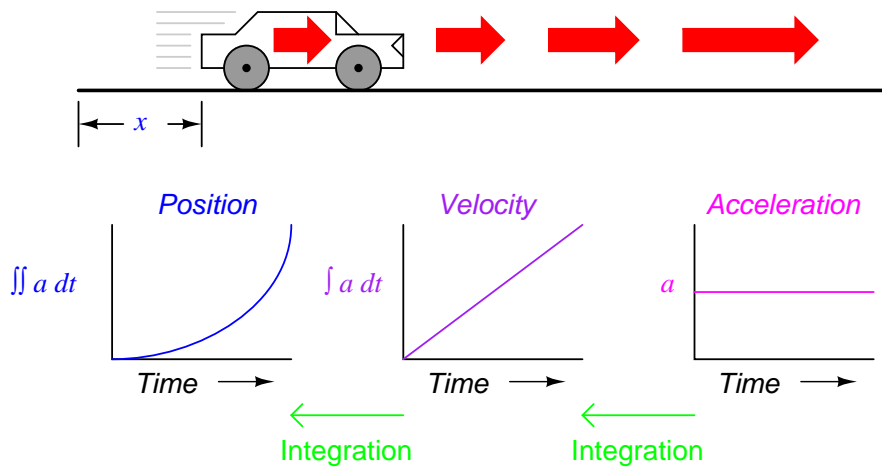 x
Position
Velocity
Acceleration
∫∫ a dt
∫ a dt
a
Time
Time
Time
Integration
Integration